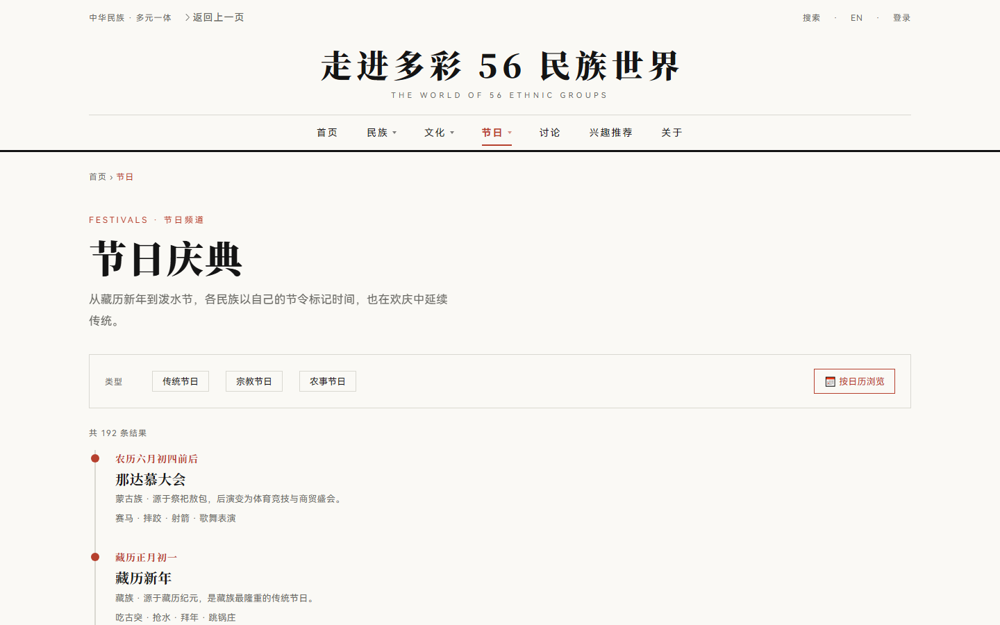 中华民族 · 多元一体 返回上一页 搜索 · EN · 登录
走进多彩 56 民族世界
THE WORLD OF 56 ETHNIC GROUPS
首页 民族 文化 节日 讨论 兴趣推荐 关于
首页 › 节日
FESTIVALS · 节日频道
节日庆典
从藏历新年到泼水节，各民族以自己的节令标记时间，也在欢庆中延续
传统。
类型 传统节日 宗教节日 农事节日 按日历浏览
共 192 条结果
农历六月初四前后
那达慕大会
蒙古族 · 源于祭祀敖包，后演变为体育竞技与商贸盛会。
赛马 · 摔跤 · 射箭 · 歌舞表演
藏历正月初一
藏历新年
藏族 · 源于藏历纪元，是藏族最隆重的传统节日。
吃古突 · 抢水 · 拜年 · 跳锅庄